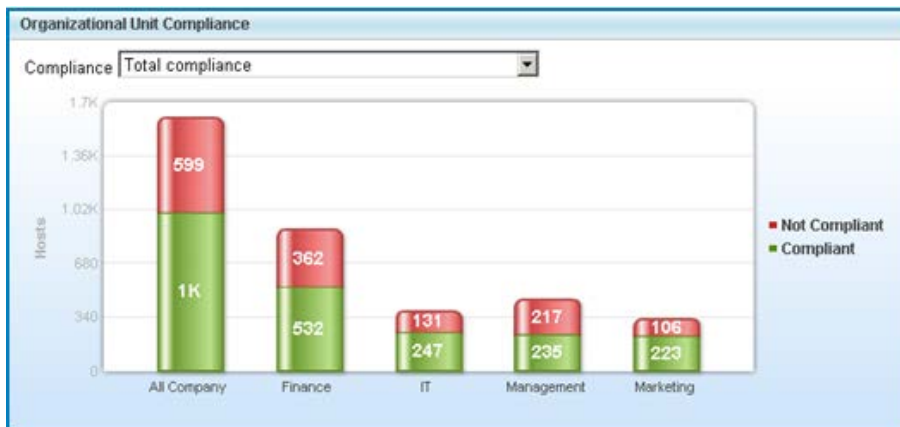 Organizational Unit Compliance
Compliance Total compliance
1.7K
1.36K
1.02K
680
340
0
Hosts
599
1K
362
532
131
247
217
235
106
223
All Company
Finance
IT
Management
Marketing
Not Compliant
Compliant